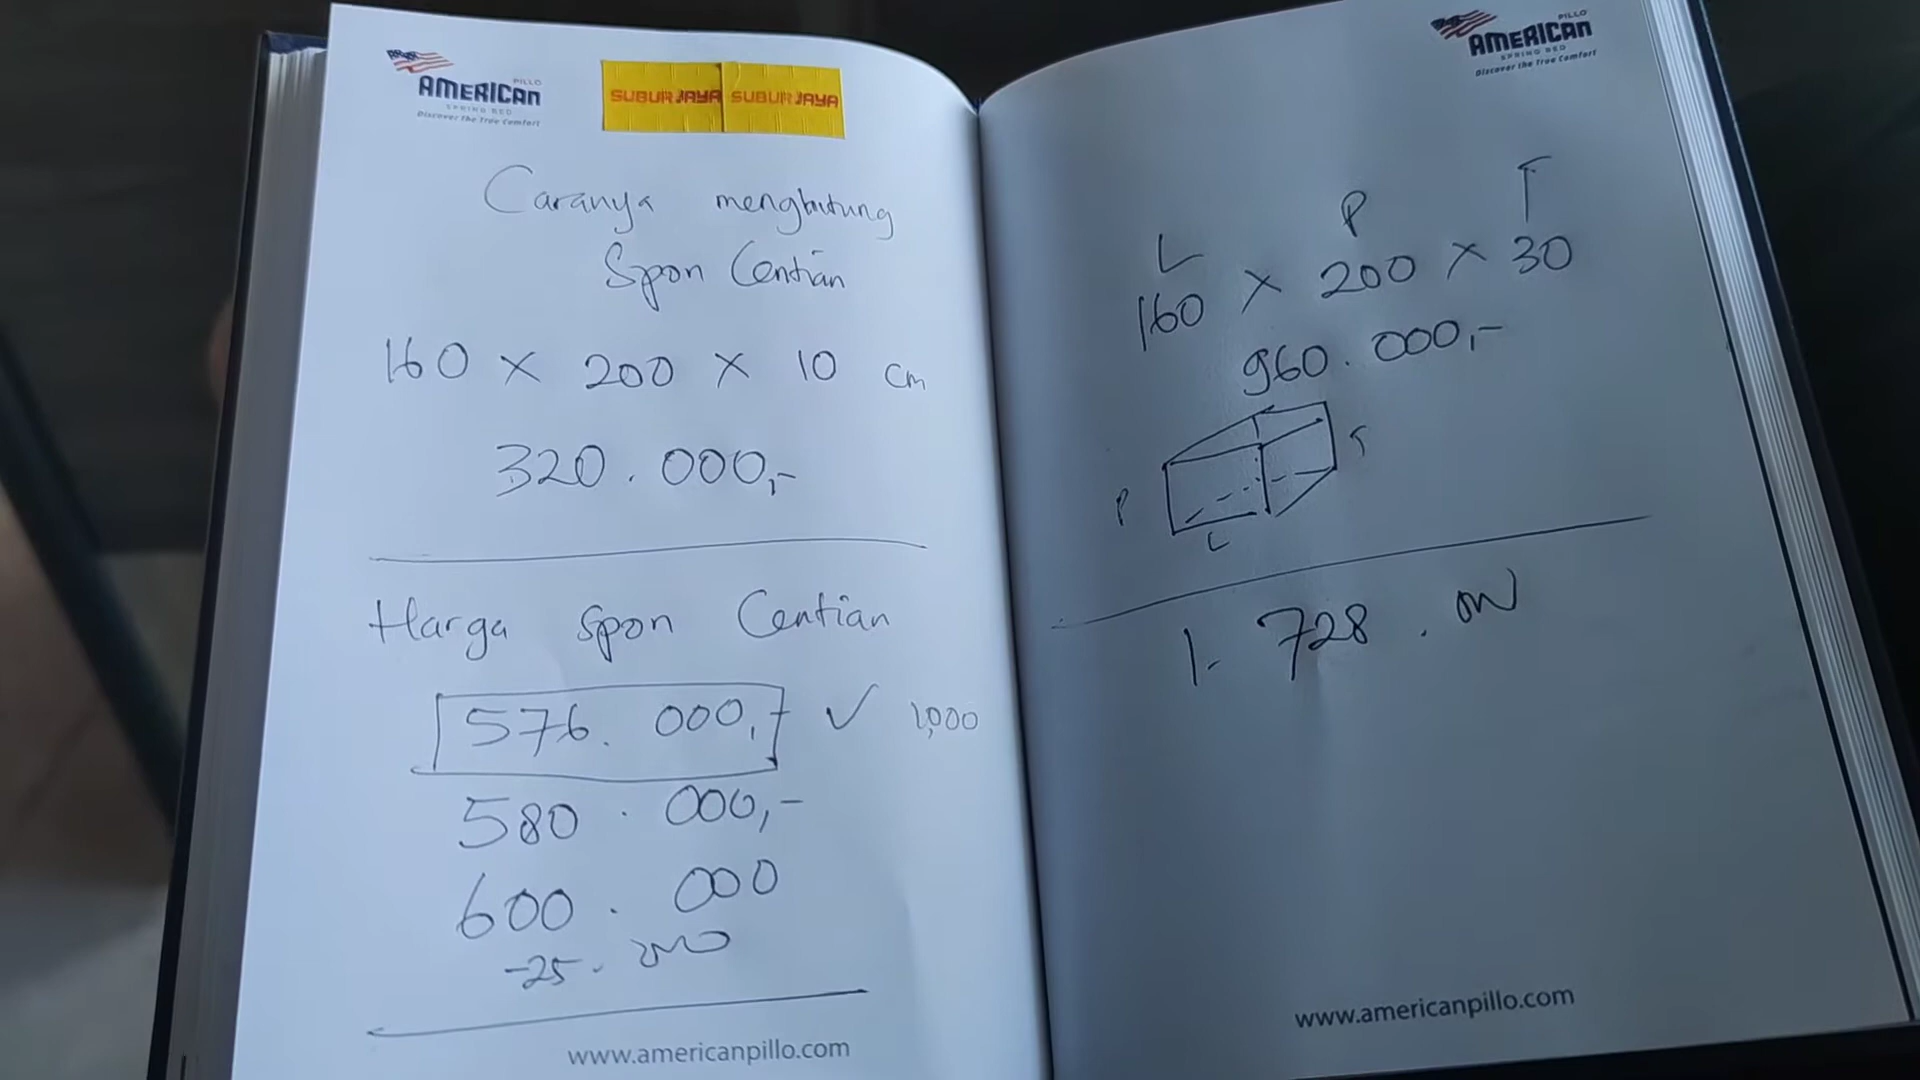 PILLO
AMERICAN
SPRING BED
Discover the True Comfort
SUBUR JAYA SUBUR JAYA
Caranya menghitung
Spon Centian
160 x 200 x 10 cm
320.000,-
Harga Spon Centian
576.000,- ✓ 1,000
580.000,-
600.000
-25.000
www.americanpillo.com
PILLO
AMERICAN
SPRING BED
Discover the True Comfort
L P T
160 x 200 x 30
960.000,-
T
P
L
1.728.000
www.americanpillo.com